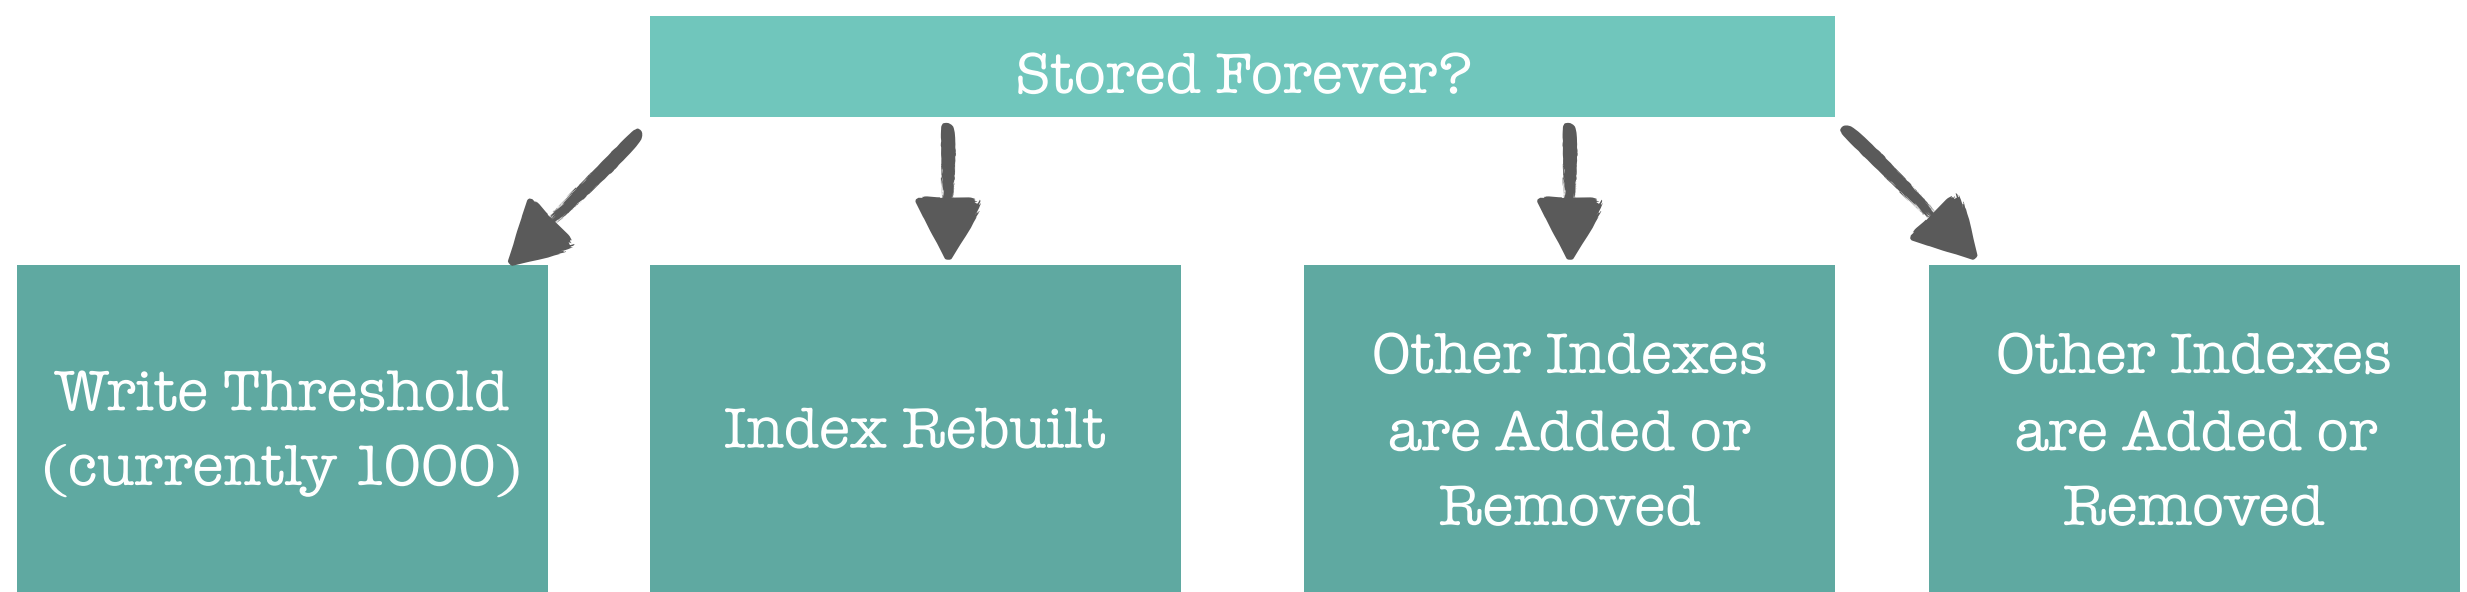 Stored Forever?
Write Threshold
(currently 1000)
Index Rebuilt
Other Indexes
are Added or
Removed
Other Indexes
are Added or
Removed